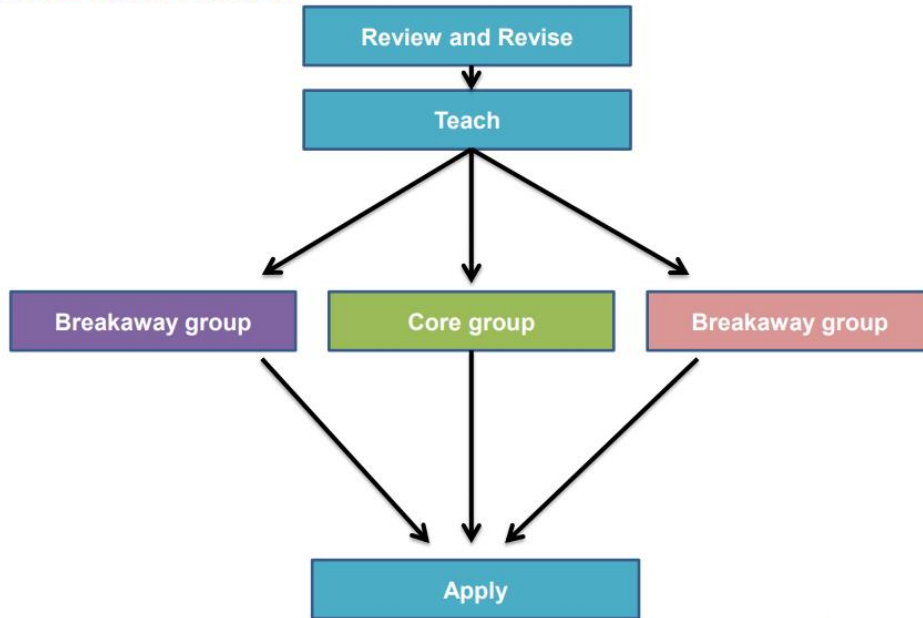 Review and Revise
Teach
Breakaway group
Core group
Breakaway group
Apply